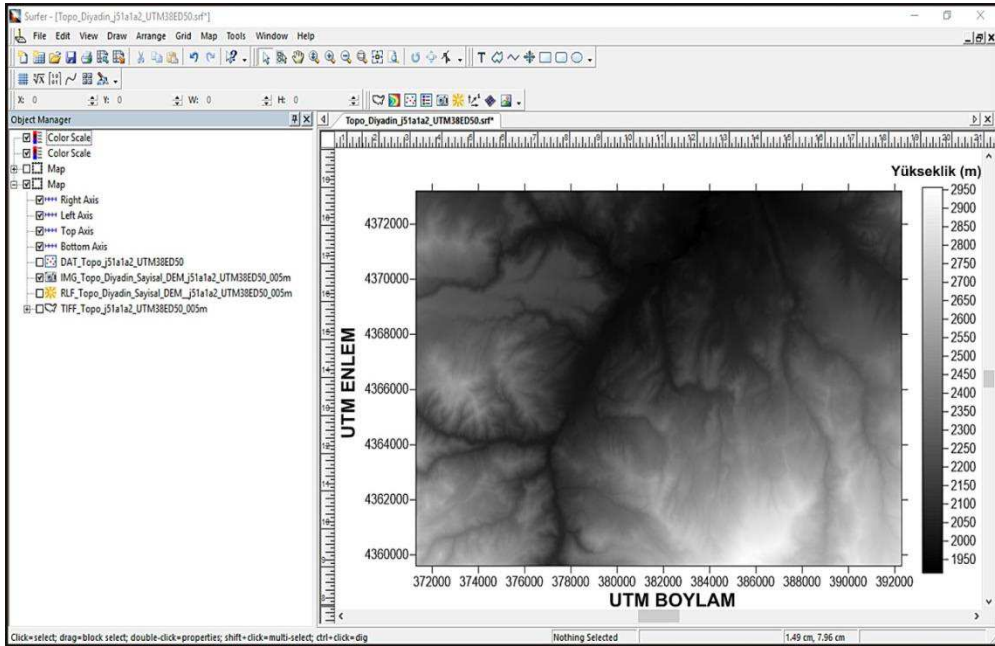 Surfer - [Topo_Diyadin_j51a1a2_UTM38ED50.srf*]
File Edit View Draw Arrange Grid Map Tools Window Help
X: 0 Y: 0 W: 0 H: 0
Object Manager
Topo_Diyadin_j51a1a2_UTM38ED50.srf*
Color Scale
Color Scale
Map
Map
Right Axis
Left Axis
Top Axis
Bottom Axis
DAT_Topo_j51a1a2_UTM38ED50
IMG_Topo_Diyadin_Sayisal_DEM_j51a1a2_UTM38ED50_005m
RLF_Topo_Diyadin_Sayisal_DEM__j51a1a2_UTM38ED50_005m
TIFF_Topo_j51a1a2_UTM38ED50_005m
Yükseklik (m)
2950
2900
2850
2800
2750
2700
2650
2600
2550
2500
2450
2400
2350
2300
2250
2200
2150
2100
2050
2000
1950
UTM ENLEM
4372000
4370000
4368000
4366000
4364000
4362000
4360000
372000 374000 376000 378000 380000 382000 384000 386000 388000 390000 392000
UTM BOYLAM
Click=select; drag=block select; double-click=properties; shift+click=multi-select; ctrl+click=dig
Nothing Selected
1.49 cm, 7.96 cm